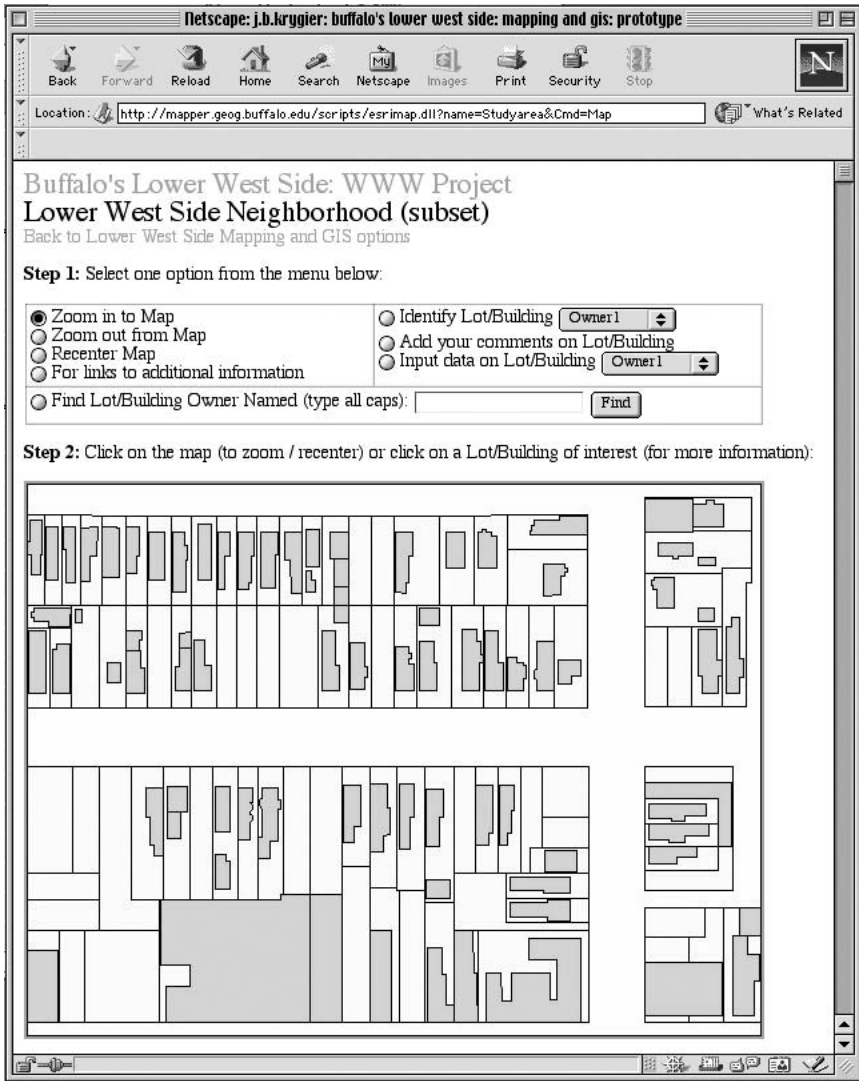 Netscape: j.b.krygier: buffalo's lower west side: mapping and gis: prototype
Back Forward Reload Home Search Netscape Images Print Security Stop
My
N
Location: http://mapper.geog.buffalo.edu/scripts/esrimap.dll?name=Studyarea&Cmd=Map What's Related
Buffalo's Lower West Side: WWW Project
Lower West Side Neighborhood (subset)
Back to Lower West Side Mapping and GIS options
Step 1: Select one option from the menu below:
Zoom in to Map
Zoom out from Map
Recenter Map
For links to additional information
Identify Lot/Building Owner1
Add your comments on Lot/Building
Input data on Lot/Building Owner1
Find Lot/Building Owner Named (type all caps): Find
Step 2: Click on the map (to zoom / recenter) or click on a Lot/Building of interest (for more information):